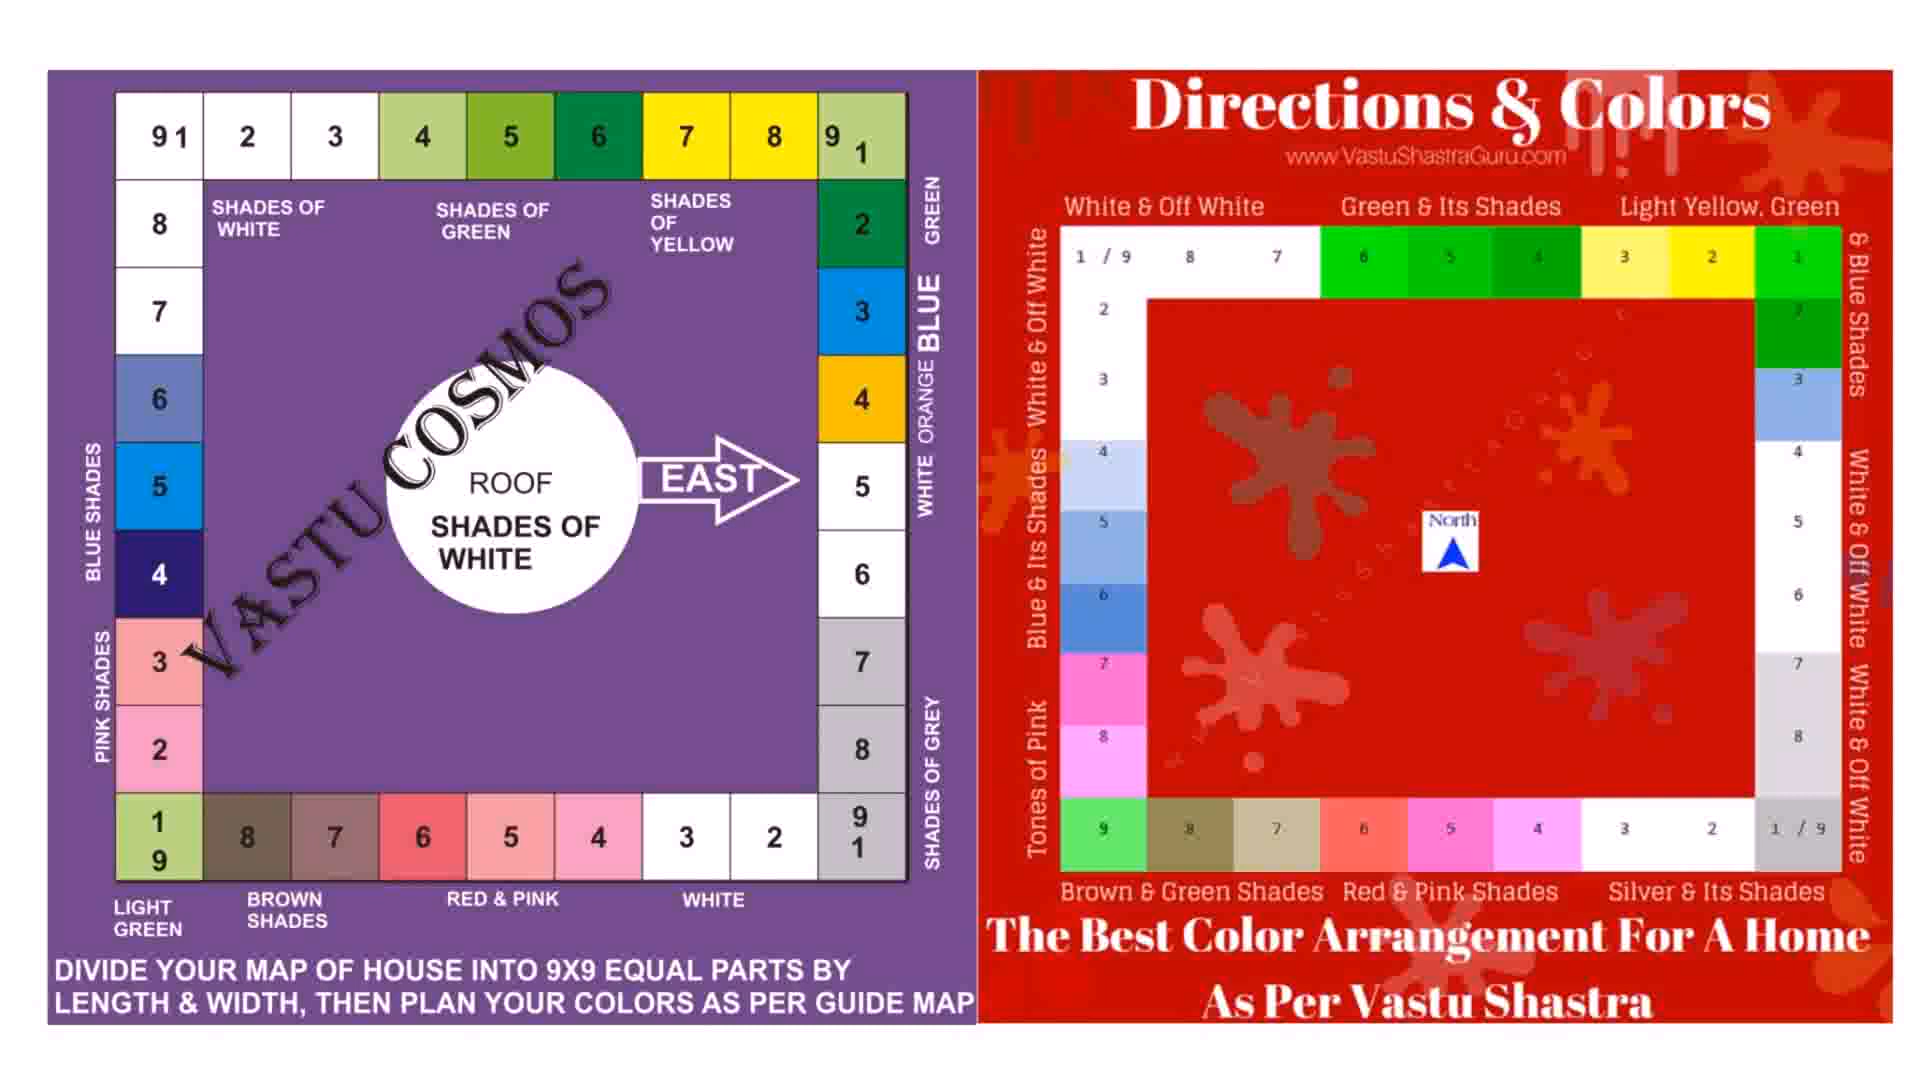 9 1 2 3 4 5 6 7 8 9 1
8
7
6
5
4
3
2
1
9
2
3
4
5
6
7
8
9
1
8 7 6 5 4 3 2
SHADES OF
WHITE
SHADES OF
GREEN
SHADES
OF
YELLOW
GREEN
BLUE
ORANGE
WHITE
SHADES OF GREY
BLUE SHADES
PINK SHADES
VASTU COSMOS
ROOF
SHADES OF
WHITE
EAST
LIGHT
GREEN
BROWN
SHADES
RED & PINK
WHITE
DIVIDE YOUR MAP OF HOUSE INTO 9X9 EQUAL PARTS BY
LENGTH & WIDTH, THEN PLAN YOUR COLORS AS PER GUIDE MAP
Directions & Colors
www.VastuShastraGuru.com
White & Off White
Green & Its Shades
Light Yellow, Green
& Blue Shades
White & Off White
White & Off White
White & Off White
Blue & Its Shades
Tones of Pink
1 / 9 8 7 6 5 4 3 2 1
2
3
4
5
6
7
8
9 8 7 6 5 4 3 2 1 / 9
2
3
4
5
6
7
8
North
Brown & Green Shades
Red & Pink Shades
Silver & Its Shades
The Best Color Arrangement For A Home
As Per Vastu Shastra